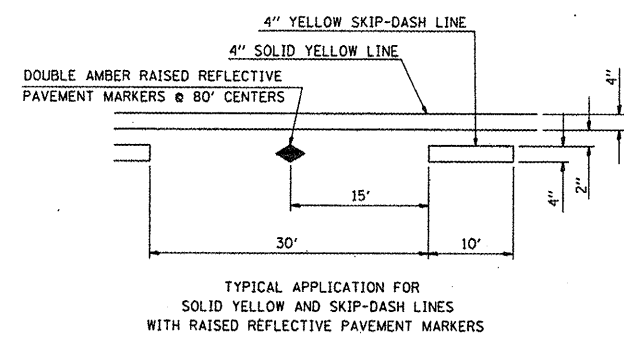 4" YELLOW SKIP-DASH LINE
4" SOLID YELLOW LINE
DOUBLE AMBER RAISED REFLECTIVE
PAVEMENT MARKERS @ 80' CENTERS
4"
2"
4"
15'
30'
10'
TYPICAL APPLICATION FOR
SOLID YELLOW AND SKIP-DASH LINES
WITH RAISED REFLECTIVE PAVEMENT MARKERS